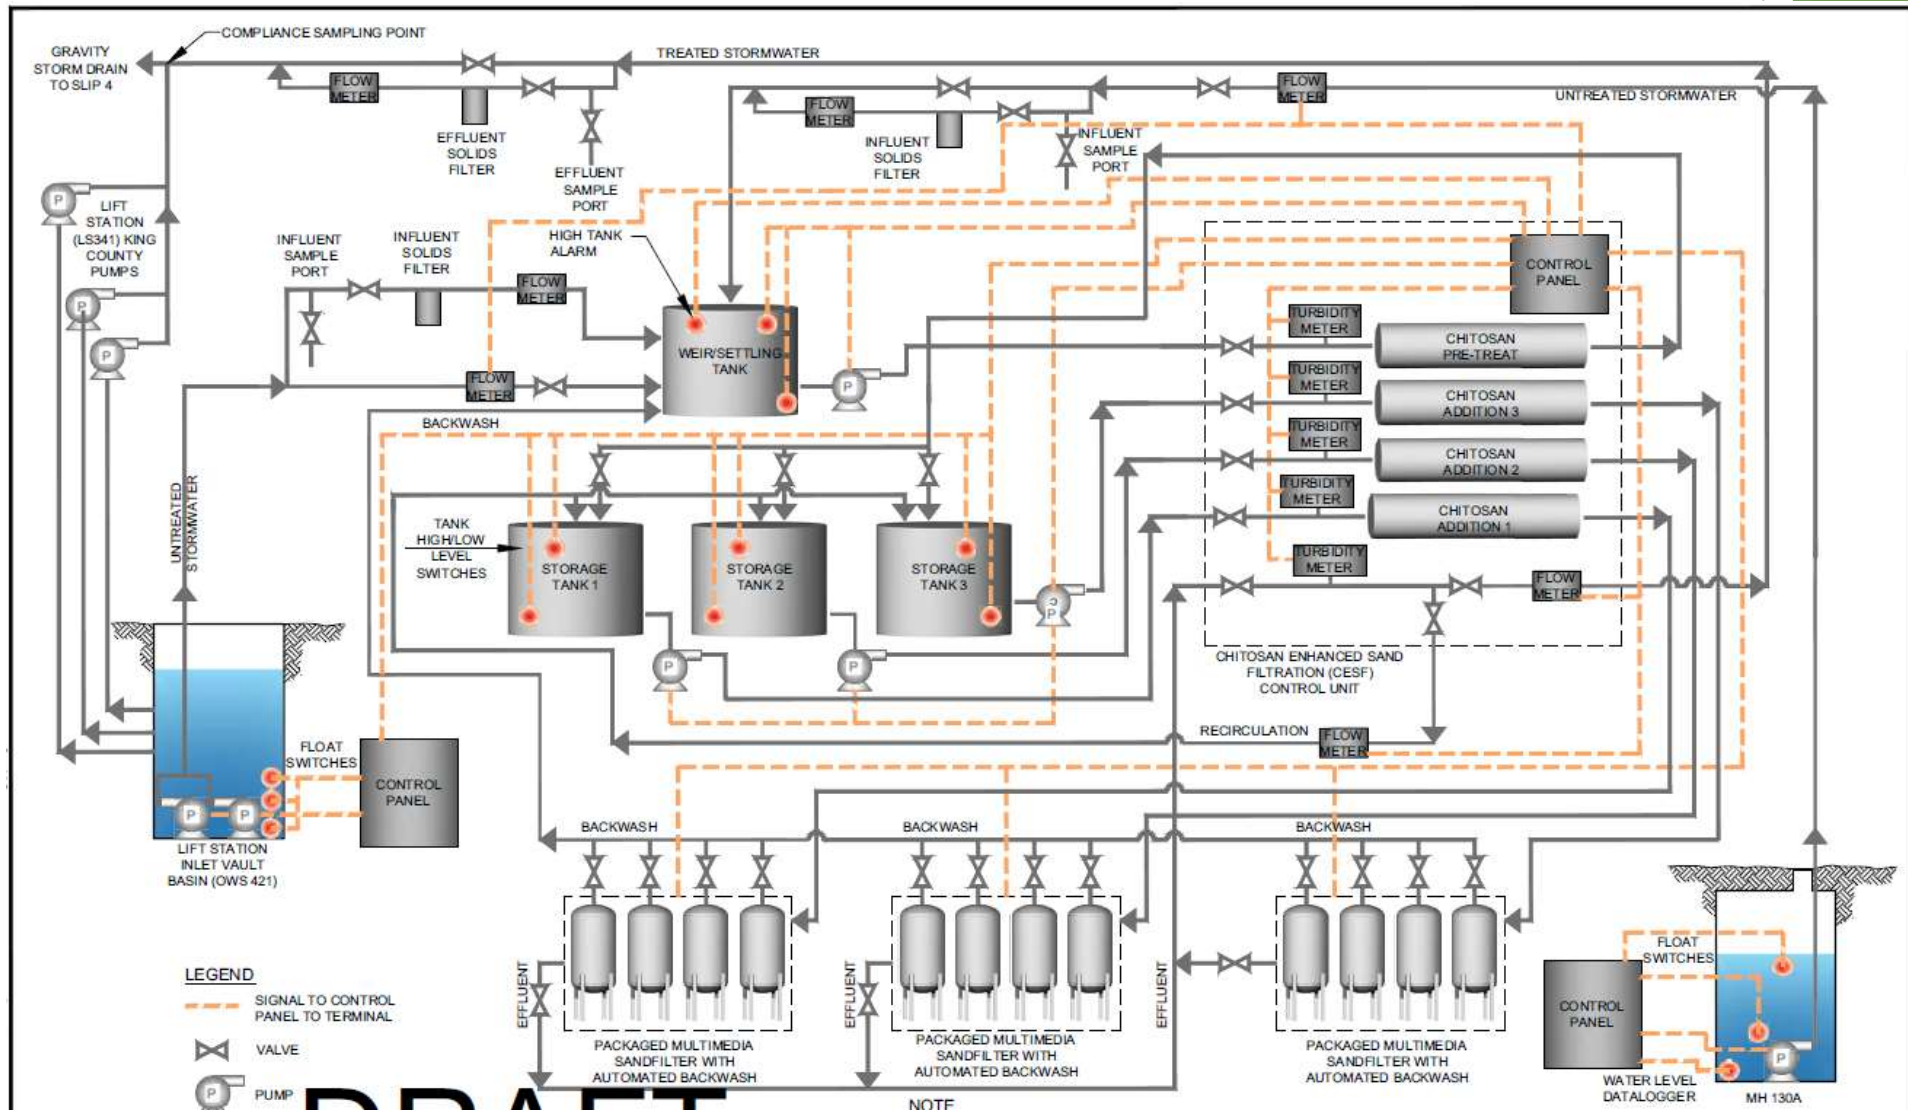 COMPLIANCE SAMPLING POINT
GRAVITY
STORM DRAIN
TO SLIP 4
TREATED STORMWATER
FLOW
METER
EFFLUENT
SOLIDS
FILTER
EFFLUENT
SAMPLE
PORT
FLOW
METER
INFLUENT
SOLIDS
FILTER
INFLUENT
SAMPLE
PORT
FLOW
METER
UNTREATED STORMWATER
P
LIFT
STATION
(LS341) KING
COUNTY
PUMPS
P
P
INFLUENT
SAMPLE
PORT
INFLUENT
SOLIDS
FILTER
FLOW
METER
HIGH TANK
ALARM
WEIR/SETTLING
TANK
FLOW
METER
P
BACKWASH
CONTROL
PANEL
TURBIDITY
METER
CHITOSAN
PRE-TREAT
TURBIDITY
METER
CHITOSAN
ADDITION 3
TURBIDITY
METER
CHITOSAN
ADDITION 2
TURBIDITY
METER
CHITOSAN
ADDITION 1
TURBIDITY
METER
FLOW
METER
CHITOSAN ENHANCED SAND
FILTRATION (CESF)
CONTROL UNIT
UNTREATED
STORMWATER
TANK
HIGH/LOW
LEVEL
SWITCHES
STORAGE
TANK 1
STORAGE
TANK 2
STORAGE
TANK 3
P
P
P
RECIRCULATION
FLOW
METER
FLOAT
SWITCHES
CONTROL
PANEL
P
P
LIFT STATION
INLET VAULT
BASIN (OWS 421)
BACKWASH
BACKWASH
BACKWASH
EFFLUENT
EFFLUENT
EFFLUENT
PACKAGED MULTIMEDIA
SANDFILTER WITH
AUTOMATED BACKWASH
PACKAGED MULTIMEDIA
SANDFILTER WITH
AUTOMATED BACKWASH
PACKAGED MULTIMEDIA
SANDFILTER WITH
AUTOMATED BACKWASH
FLOAT
SWITCHES
CONTROL
PANEL
P
WATER LEVEL
DATALOGGER
MH 130A
LEGEND
SIGNAL TO CONTROL
PANEL TO TERMINAL
VALVE
P
PUMP
DRAFT
NOTE